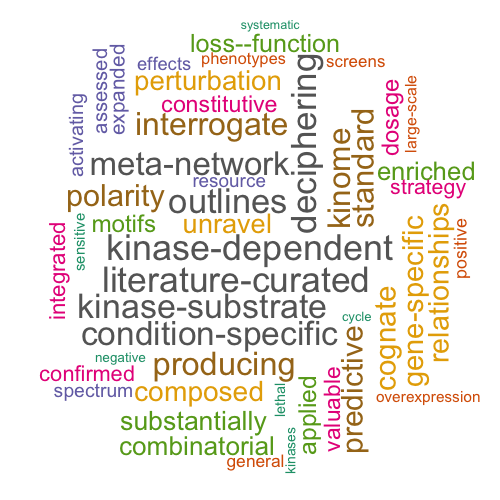 systematic
loss--function
effects
phenotypes
screens
assessed
expanded
perturbation
deciphering
dosage
large-scale
activating
constitutive
interrogate
kinome
standard
meta-network.
resource
enriched
strategy
polarity
outlines
motifs
unravel
integrated
sensitive
kinase-dependent
gene-specific
relationships
positive
literature-curated
kinase-substrate
cognate
condition-specific
cycle
predictive
negative
producing
confirmed
spectrum
composed
lethal
applied
valuable
overexpression
substantially
combinatorial
kinases
general